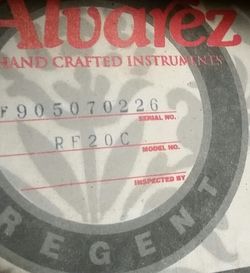 Alvarez
HAND CRAFTED INSTRUMENTS
F905070226
SERIAL NO.
RF20C
MODEL NO.
INSPECTED BY
REGENT